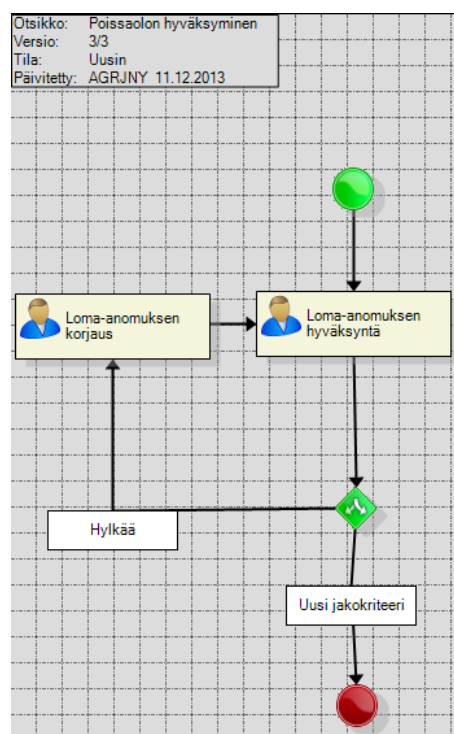 Otsikko: Poissaolon hyväksyminen
Versio: 3/3
Tila: Uusin
Päivitetty: AGRJNY 11.12.2013
Loma-anomuksen
korjaus
Loma-anomuksen
hyväksyntä
Hylkää
Uusi jakokriteeri